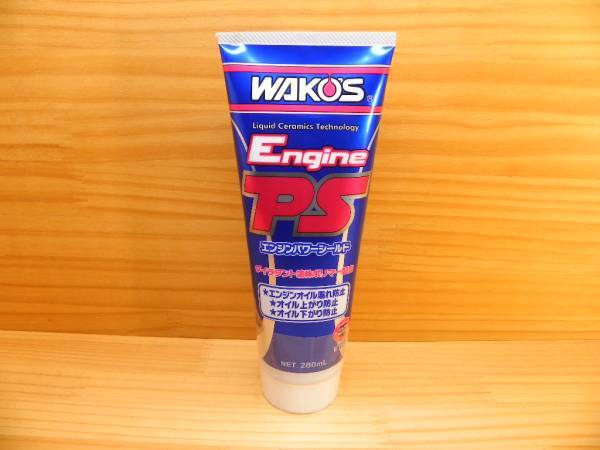 WAKO'S
Liquid Ceramics Technology
Engine
PS
エンジンパワーシールド
★エンジンオイル漏れ防止
★オイル上がり防止
★オイル下がり防止
NET. 280mL